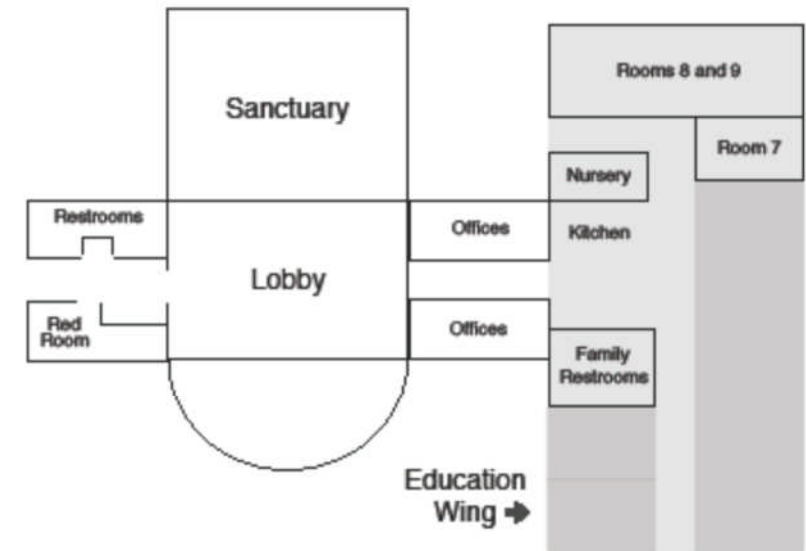 Sanctuary
Rooms 8 and 9
Room 7
Nursery
Restrooms
Offices
Kitchen
Lobby
Red
Room
Offices
Family
Restrooms
Education
Wing